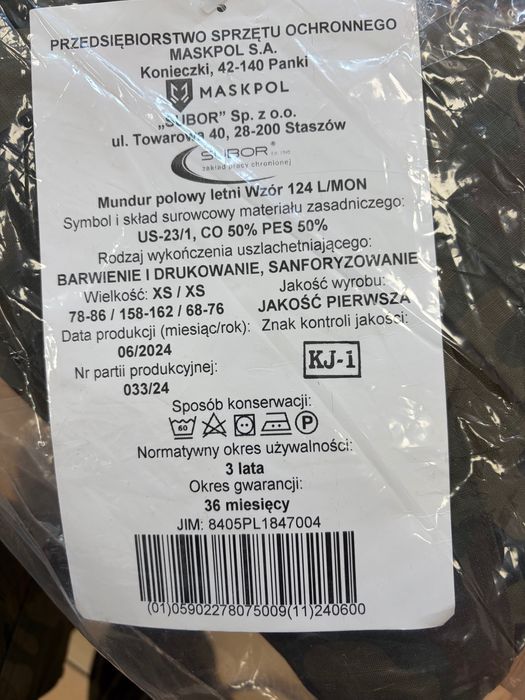 PRZEDSIĘBIORSTWO SPRZĘTU OCHRONNEGO
MASKPOL S.A.
Konieczki, 42-140 Panki
MASKPOL
„SUBOR” Sp. z o.o.
ul. Towarowa 40, 28-200 Staszów
SUBOR®
zakład pracy chronionej
Mundur polowy letni Wzór 124 L/MON
Symbol i skład surowcowy materiału zasadniczego:
US-23/1, CO 50% PES 50%
Rodzaj wykończenia uszlachetniającego:
BARWIENIE I DRUKOWANIE, SANFORYZOWANIE
Wielkość: XS / XS
78-86 / 158-162 / 68-76
Jakość wyrobu:
JAKOŚĆ PIERWSZA
Data produkcji (miesiąc/rok):
06/2024
Znak kontroli jakości:
KJ-1
Nr partii produkcyjnej:
033/24
Sposób konserwacji:
60 P
Normatywny okres używalności:
3 lata
Okres gwarancji:
36 miesięcy
JIM: 8405PL1847004
(01)05902278075009(11)240600